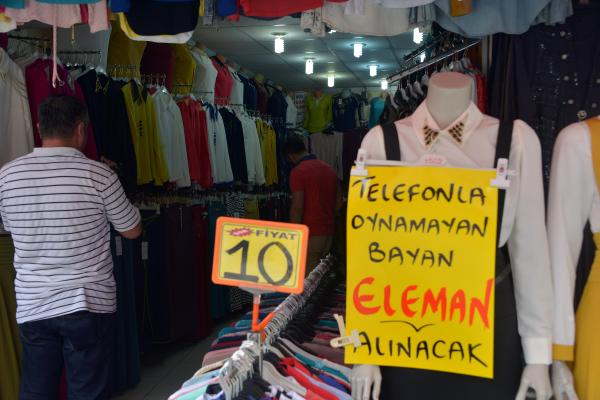 FİYAT
10
TELEFONLA
OYNAMAYAN
BAYAN
ELEMAN
ALINACAK